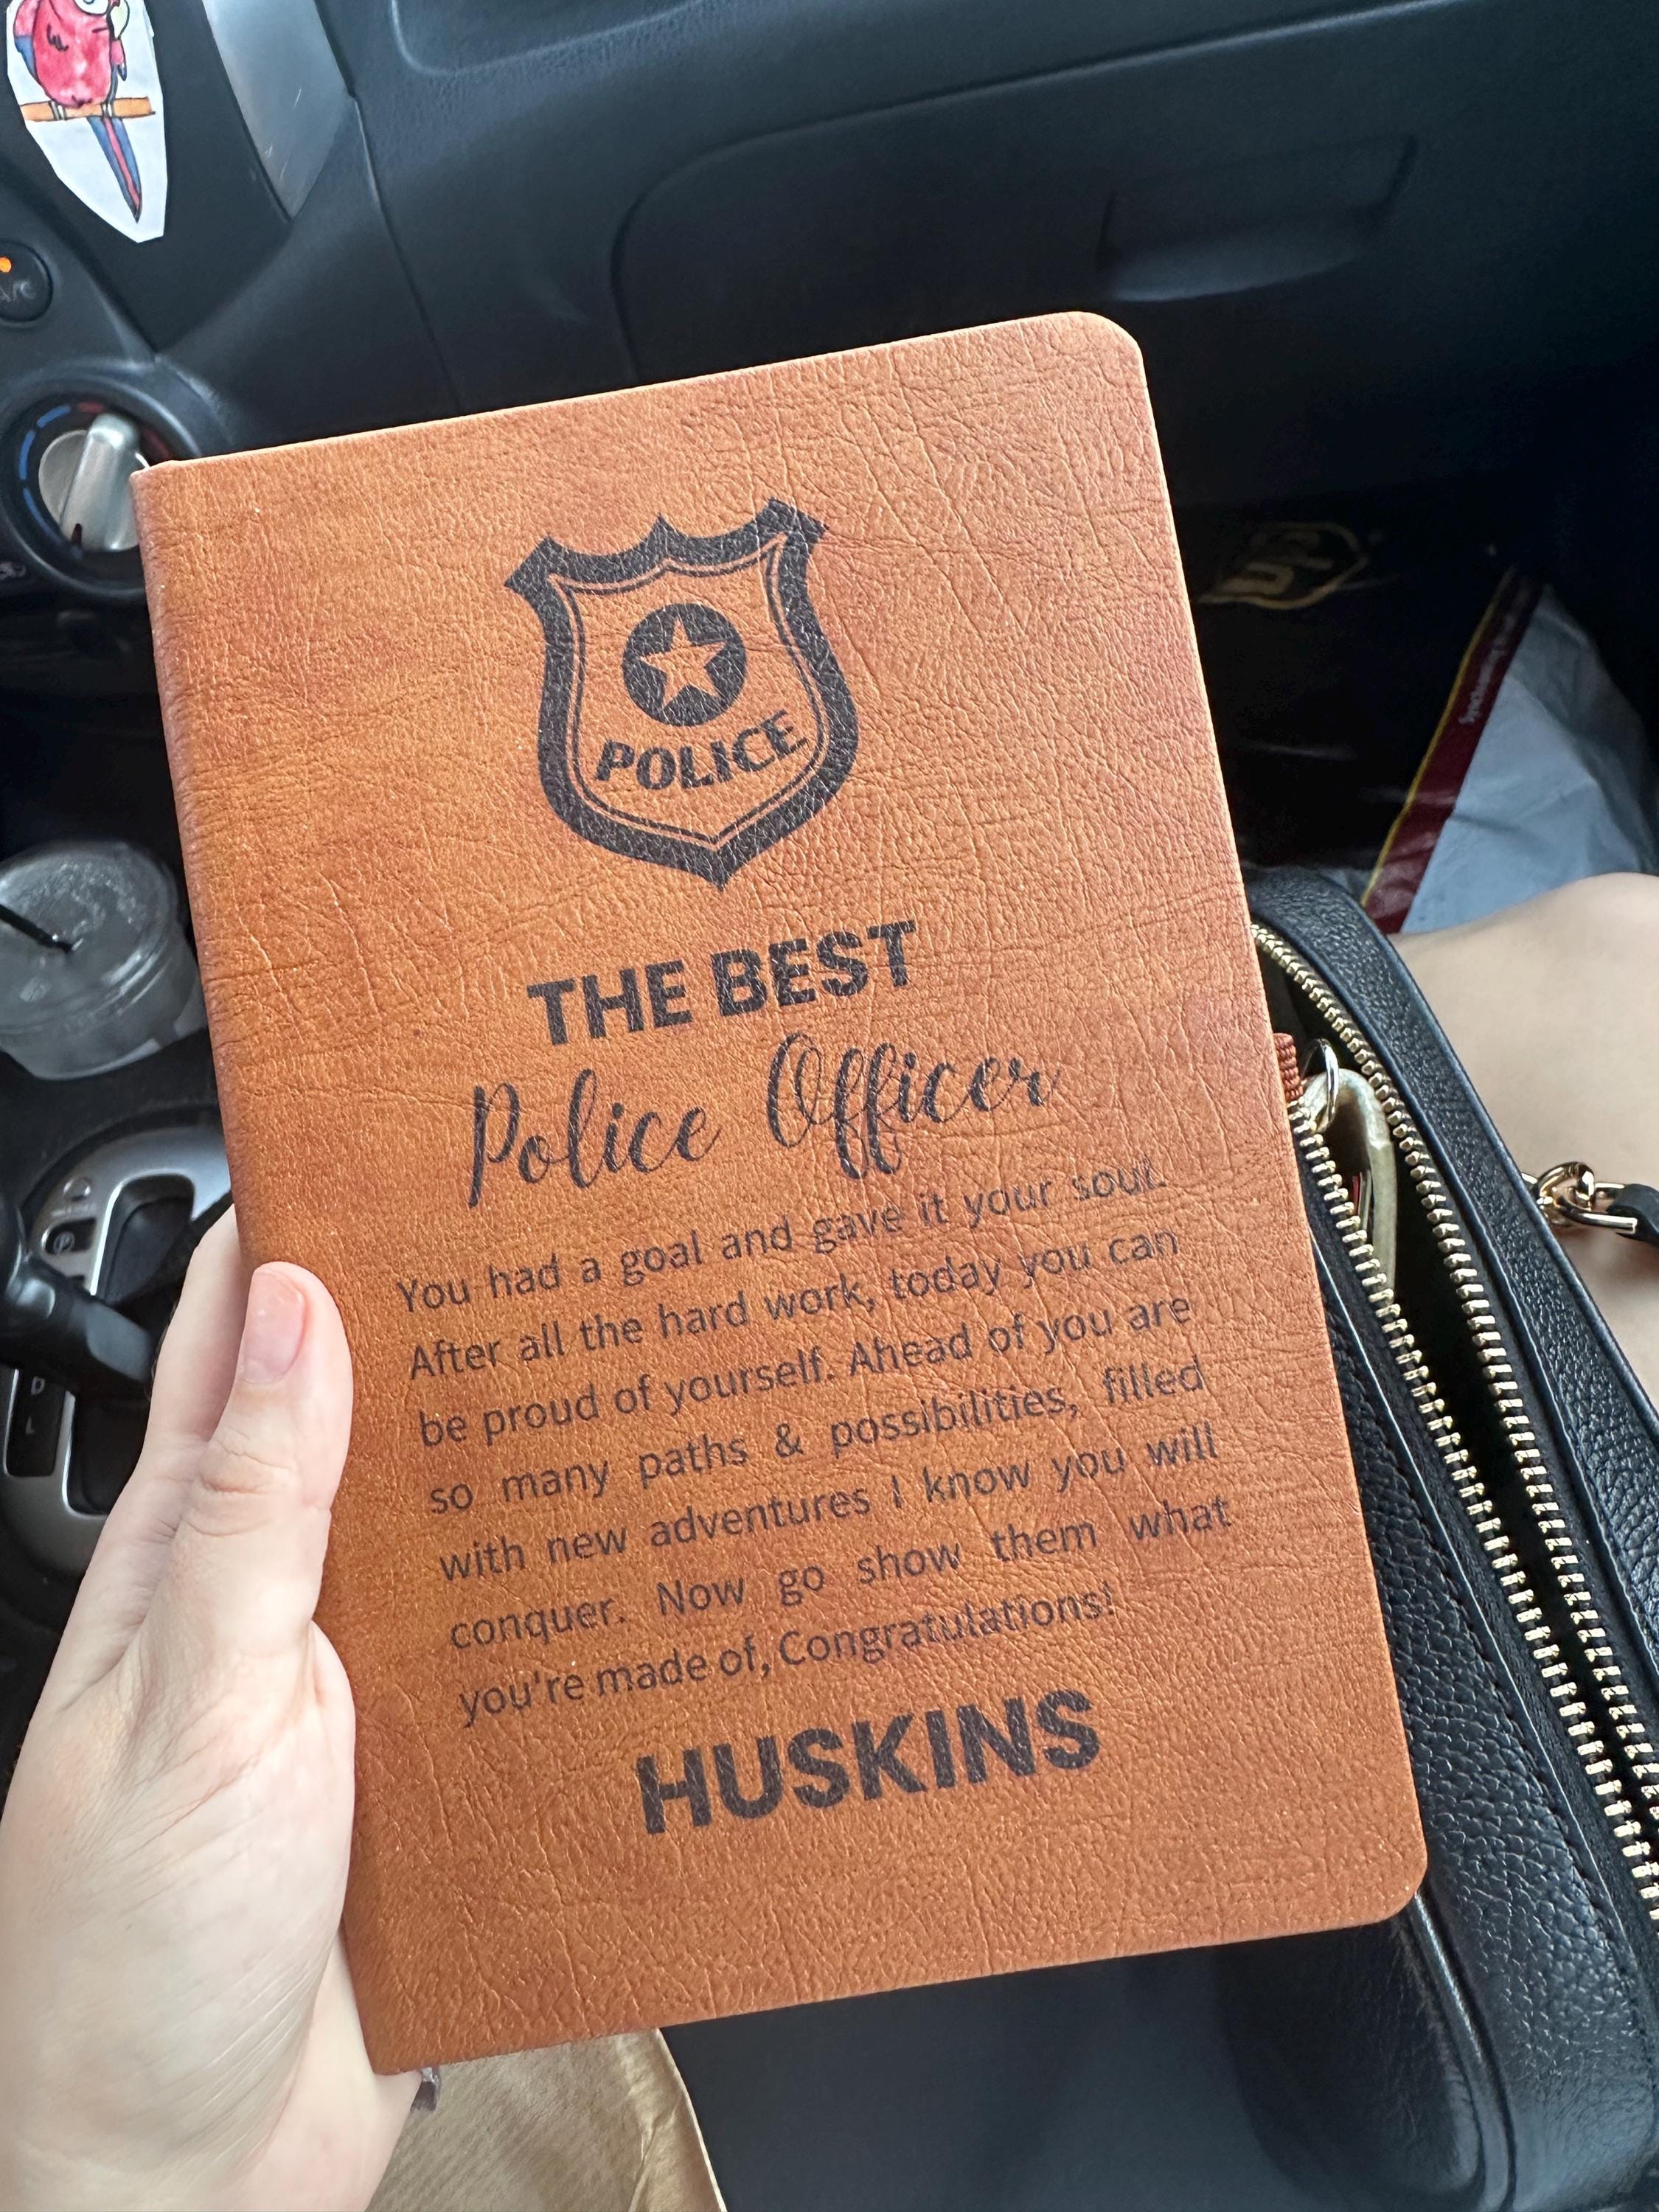 POLICE
THE BEST
Police Officer
You had a goal and gave it your soul.
After all the hard work, today you can
be proud of yourself. Ahead of you are
so many paths & possibilities, filled
with new adventures I know you will
conquer. Now go show them what
you're made of, Congratulations!
HUSKINS
A/C
P
D
L